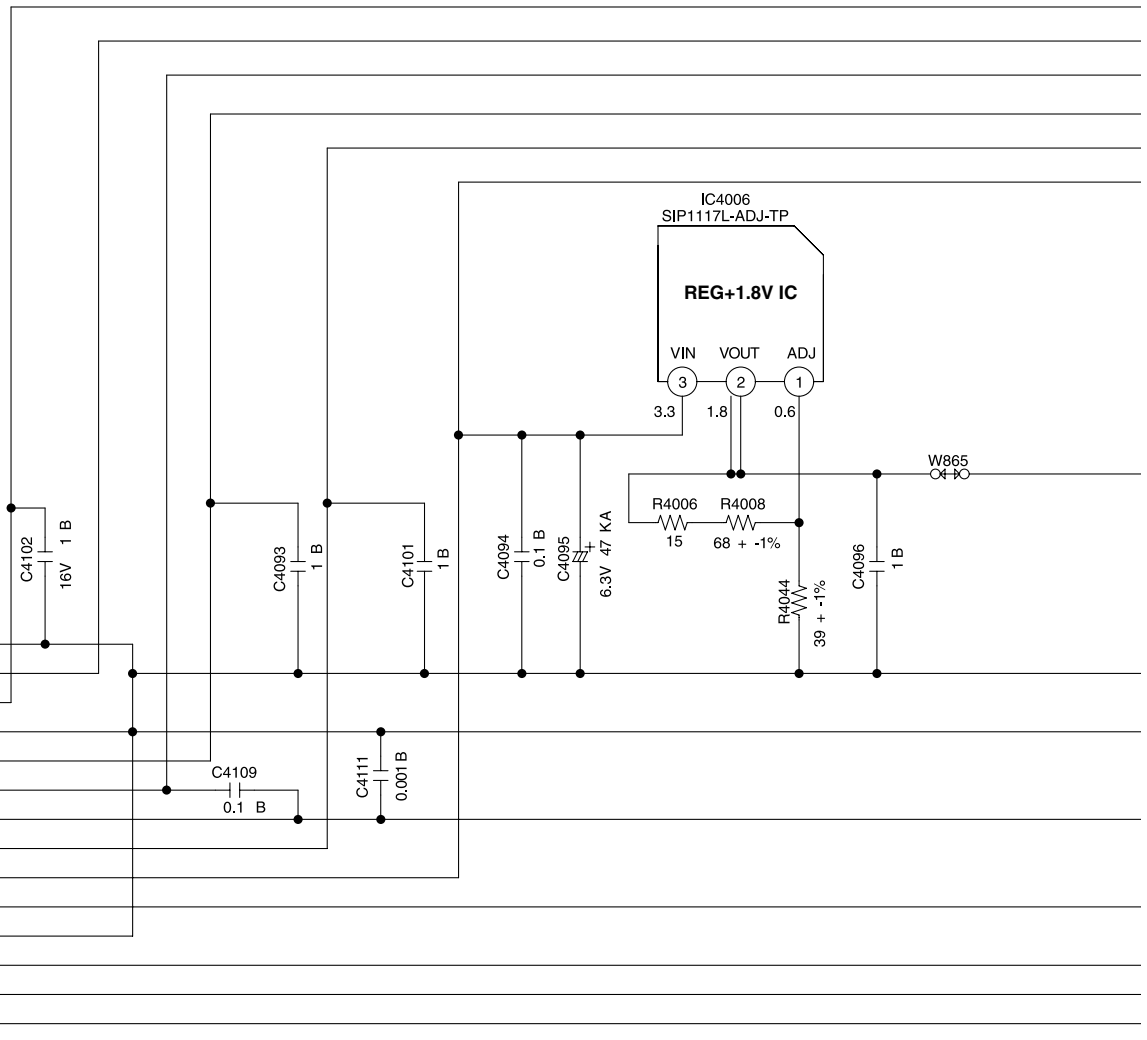 IC4006
SIP1117L-ADJ-TP
REG+1.8V IC
VIN VOUT ADJ
3 2 1
3.3 1.8 0.6
W865
R4006 R4008
15 68 + -1%
C4102
16V 1 B
C4093
1 B
C4101
1 B
C4094
0.1 B
C4095
+
6.3V 47 KA
R4044
39 + -1%
C4096
1 B
C4109
0.1 B
C4111
0.001 B